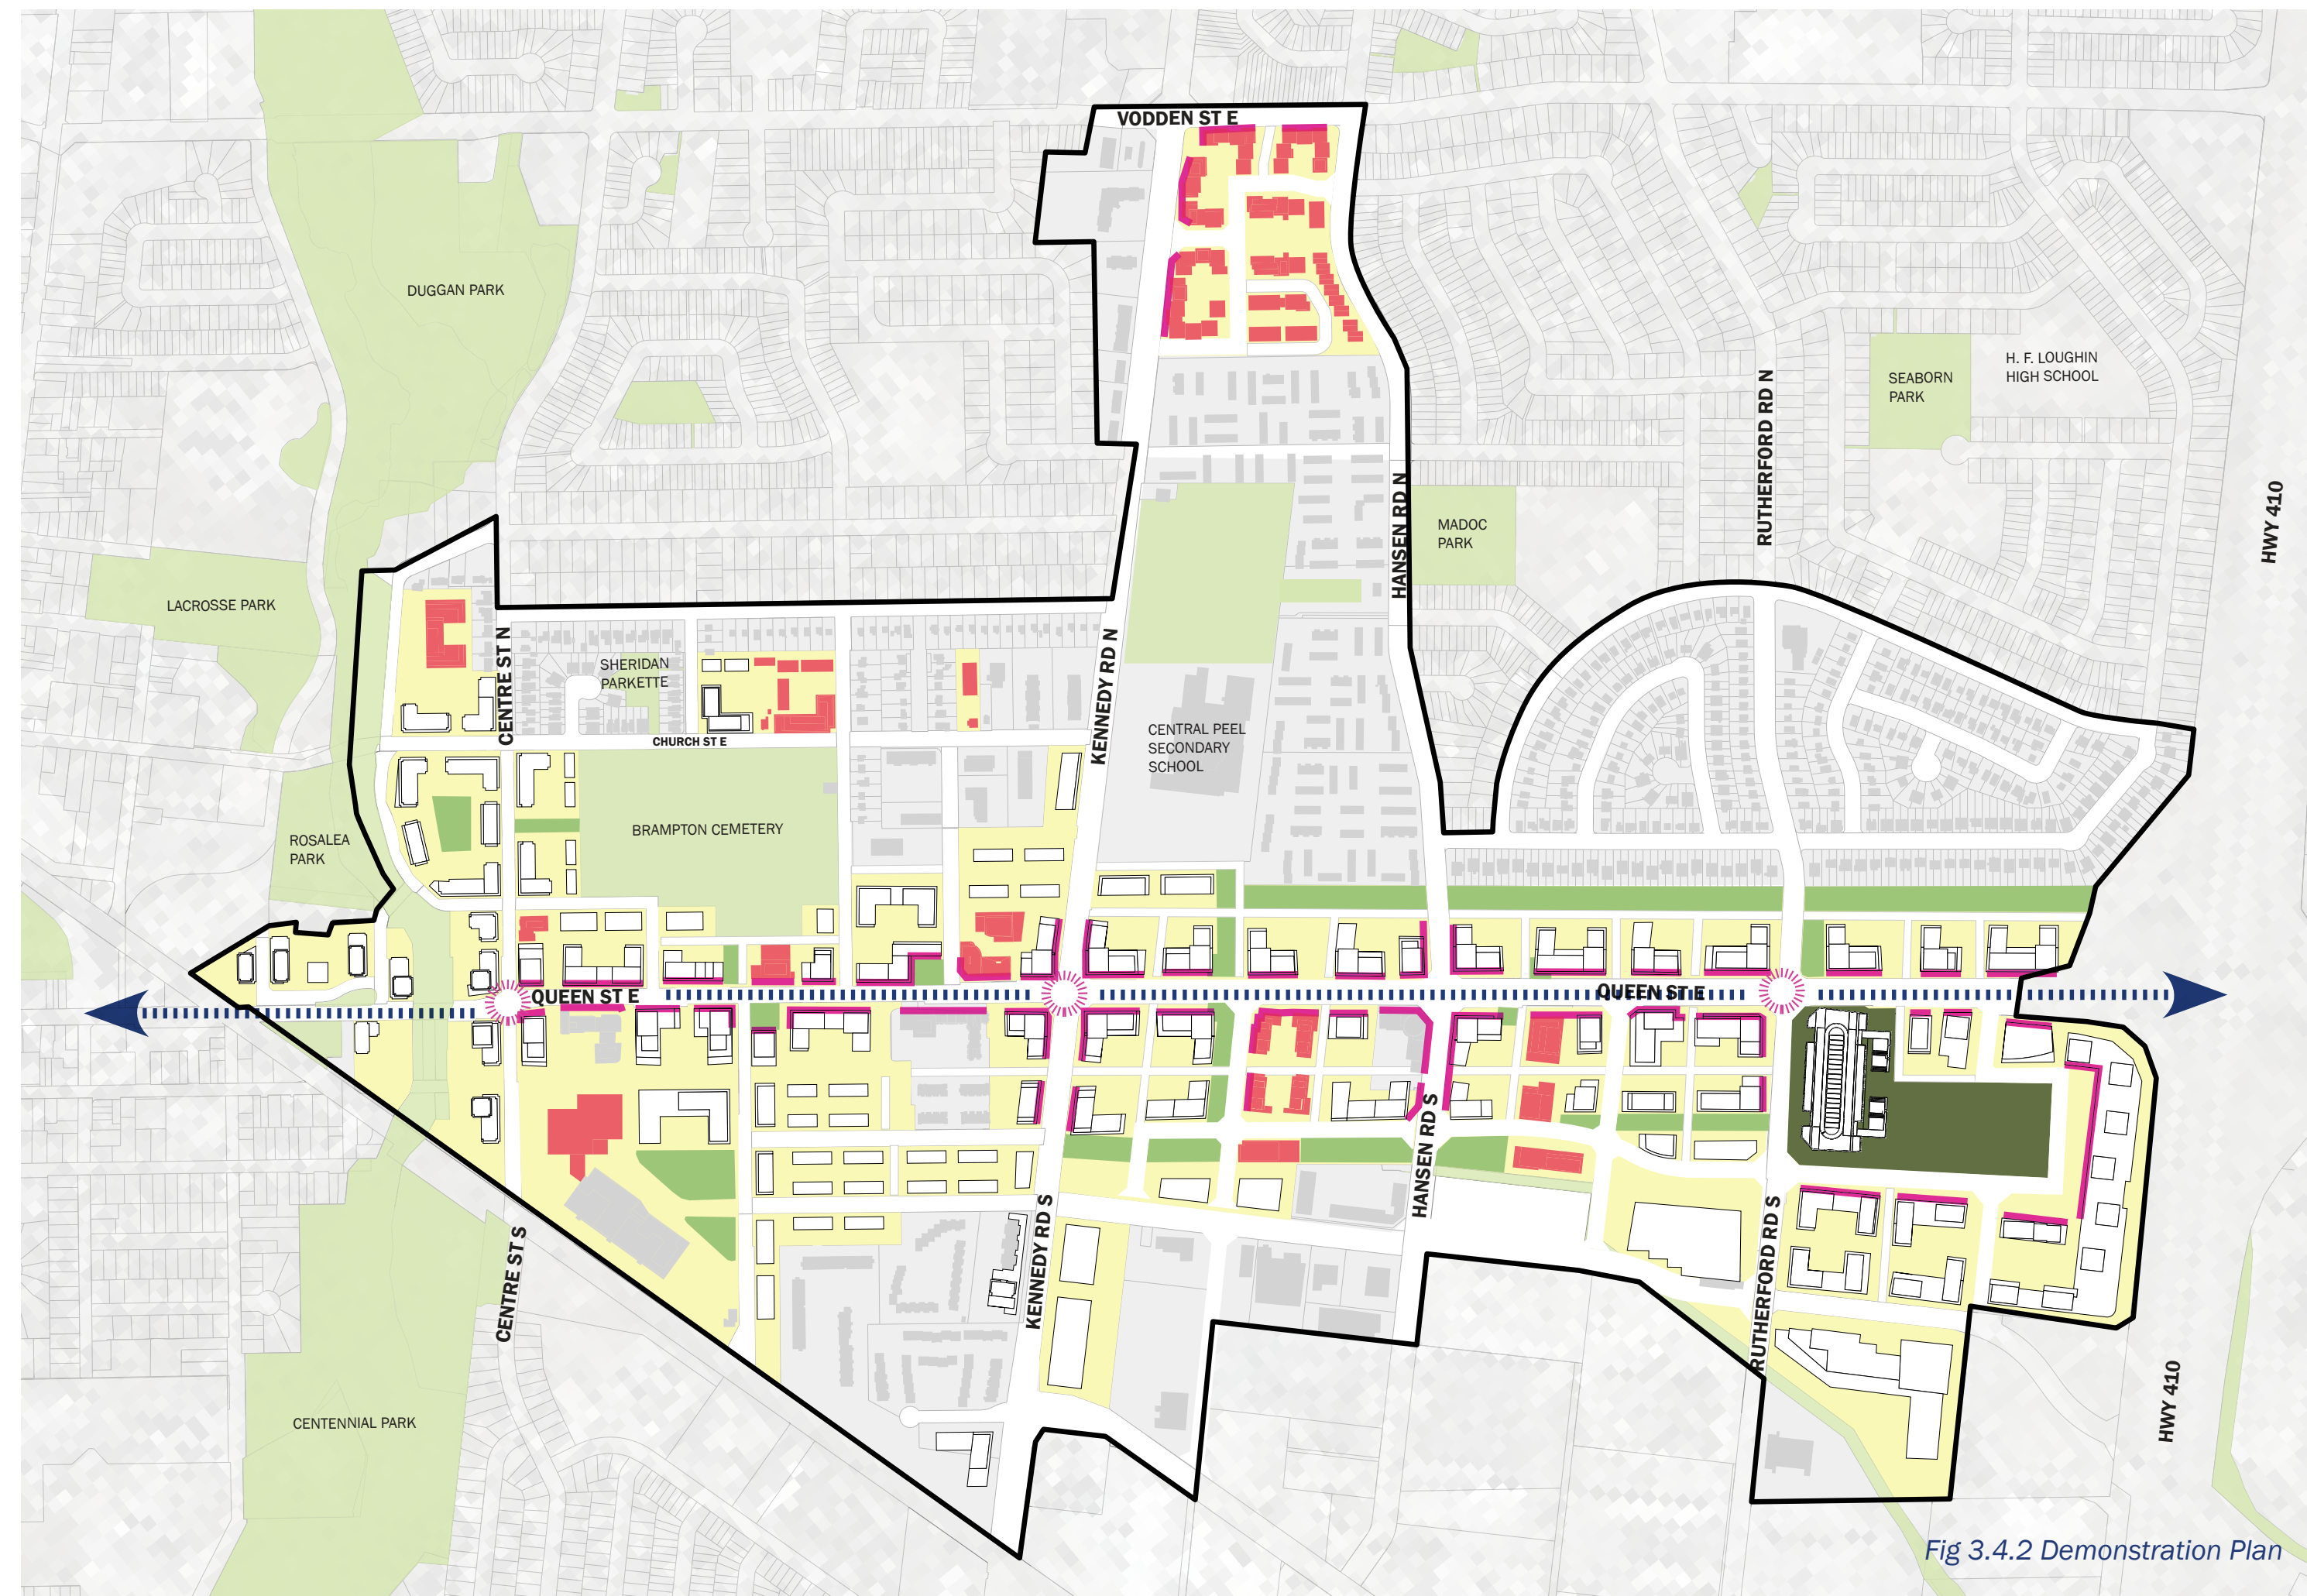 VODDEN ST E
DUGGAN PARK
H. F. LOUGHIN
HIGH SCHOOL
SEABORN
PARK
RUTHERFORD RD N
HWY 410
HANSEN RD N
MADOC
PARK
LACROSSE PARK
CENTRE ST N
SHERIDAN
PARKETTE
KENNEDY RD N
CHURCH ST E
CENTRAL PEEL
SECONDARY
SCHOOL
BRAMPTON CEMETERY
ROSALEA
PARK
QUEEN ST E
QUEEN ST E
HANSEN RD S
KENNEDY RD S
RUTHERFORD RD S
CENTRE ST S
HWY 410
CENTENNIAL PARK
Fig 3.4.2 Demonstration Plan